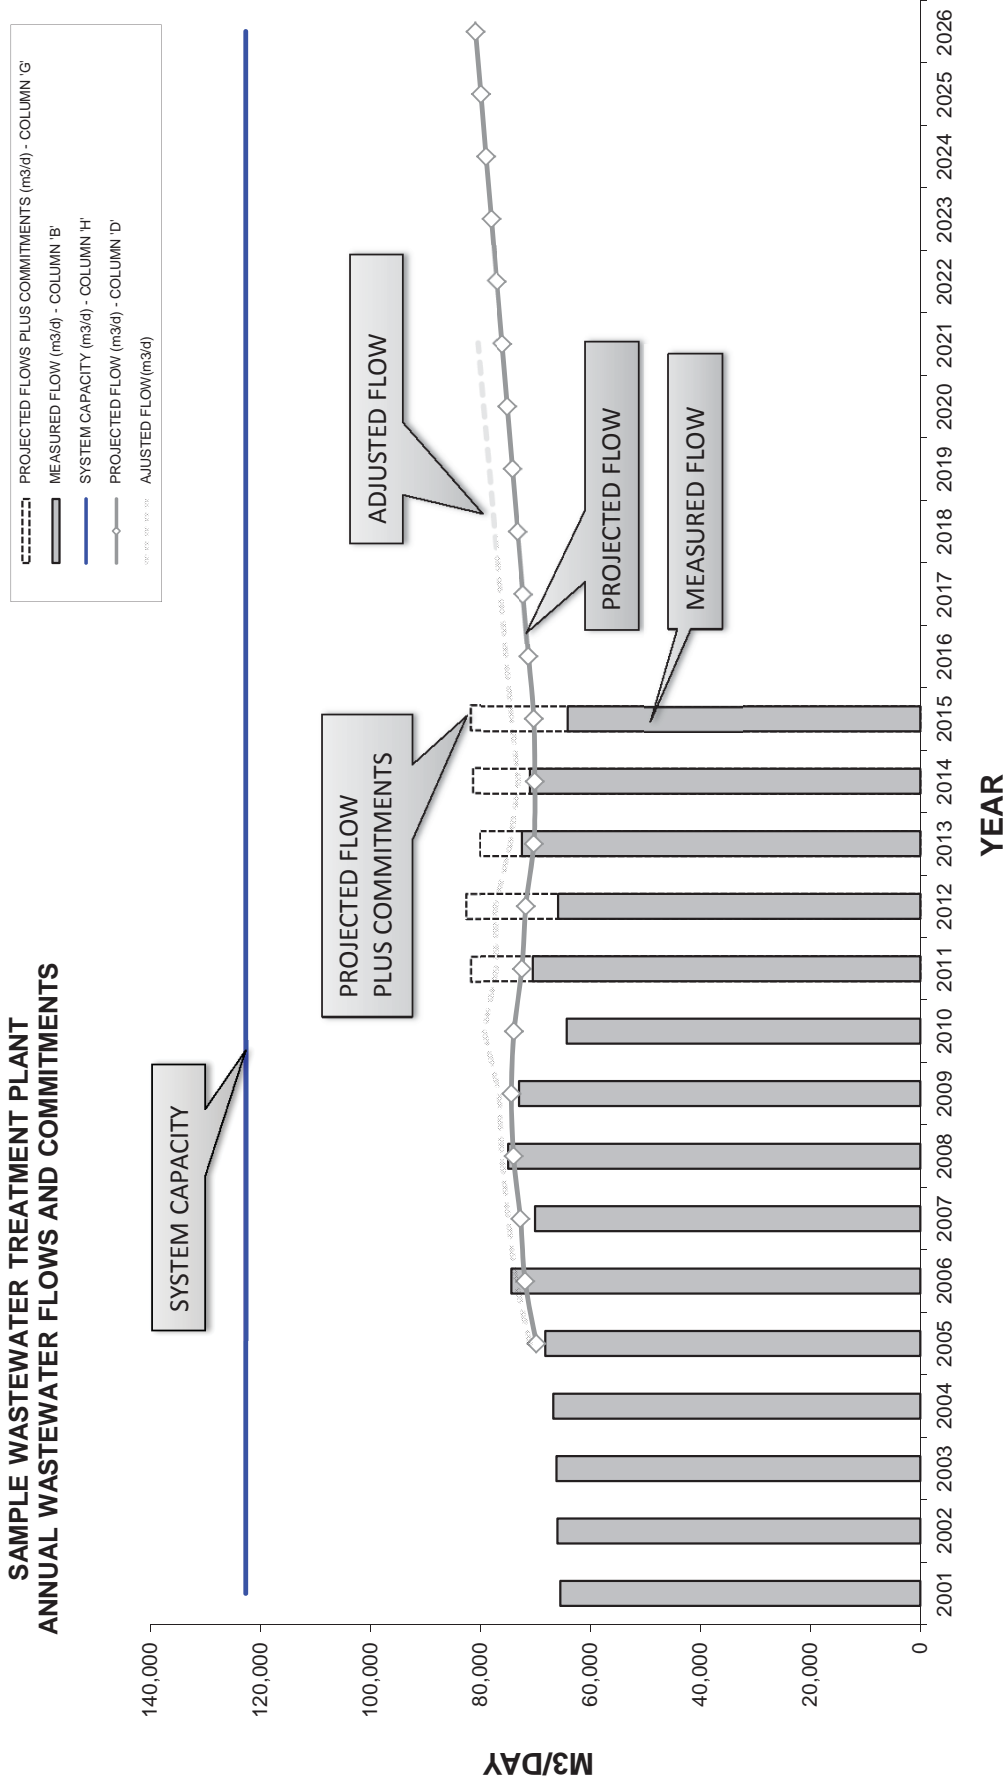 SAMPLE WASTEWATER TREATMENT PLANT
ANNUAL WASTEWATER FLOWS AND COMMITMENTS
PROJECTED FLOWS PLUS COMMITMENTS (m3/d) - COLUMN 'G'
MEASURED FLOW (m3/d) - COLUMN 'B'
SYSTEM CAPACITY (m3/d) - COLUMN 'H'
PROJECTED FLOW (m3/d) - COLUMN 'D'
AJUSTED FLOW(m3/d)
SYSTEM CAPACITY
PROJECTED FLOW
PLUS COMMITMENTS
ADJUSTED FLOW
PROJECTED FLOW
MEASURED FLOW
M3/DAY
140,000
120,000
100,000
80,000
60,000
40,000
20,000
0
2001 2002 2003 2004 2005 2006 2007 2008 2009 2010 2011 2012 2013 2014 2015 2016 2017 2018 2019 2020 2021 2022 2023 2024 2025 2026
YEAR